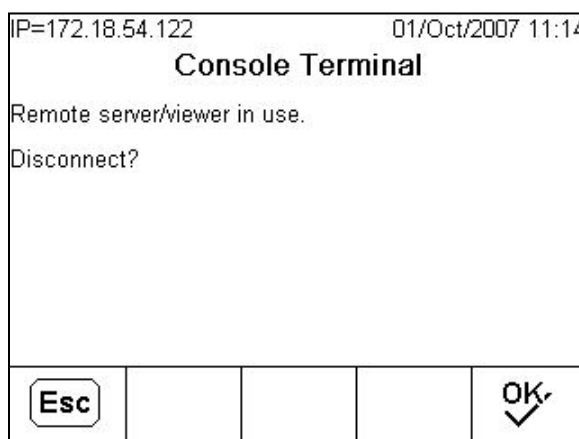 IP=172.18.54.122 01/Oct/2007 11:14
Console Terminal
Remote server/viewer in use.
Disconnect?
Esc OK